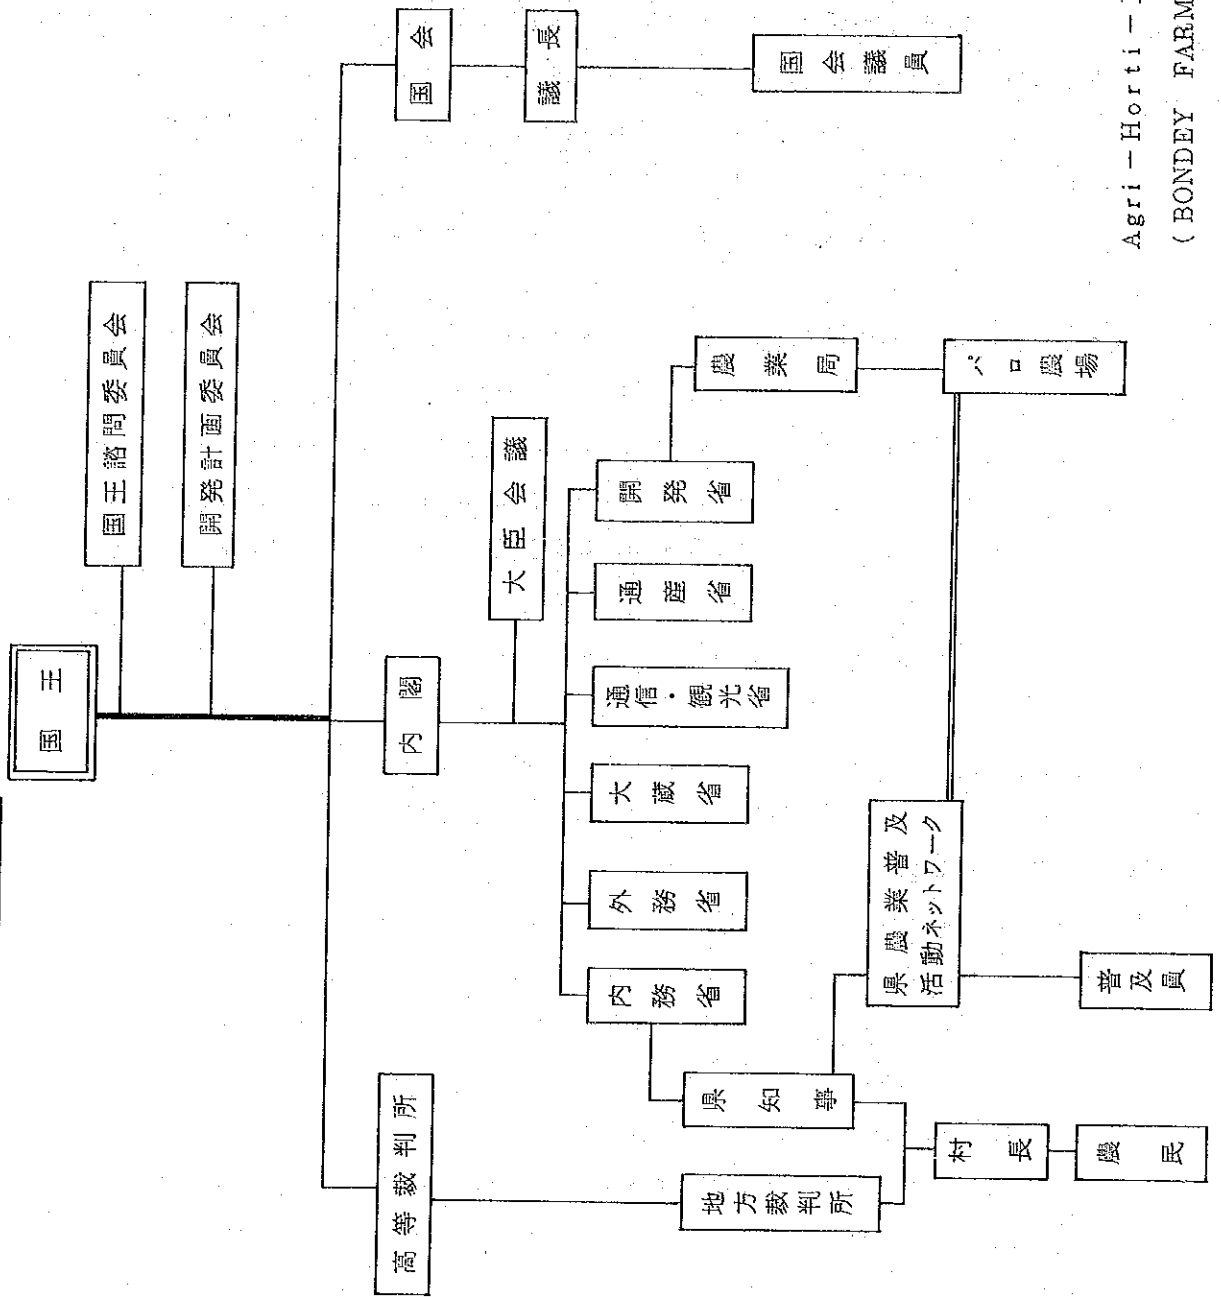 国王
国王諮問委員会
開発計画委員会
高等裁判所
内閣
国会
議長
国会議員
大臣会議
内務省
外務省
大蔵省
通信・観光省
通産省
開発省
農業局
パロ農場
県知事
地方裁判所
県農業普及
活動ネットワーク
普及員
村長
農民
Agri-Horti-
(BONDEY FARM